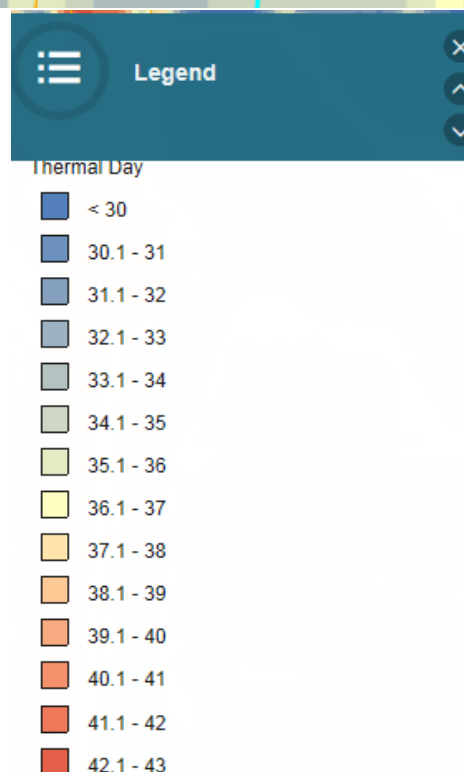 Legend
Thermal Day
< 30
30.1 - 31
31.1 - 32
32.1 - 33
33.1 - 34
34.1 - 35
35.1 - 36
36.1 - 37
37.1 - 38
38.1 - 39
39.1 - 40
40.1 - 41
41.1 - 42
42.1 - 43